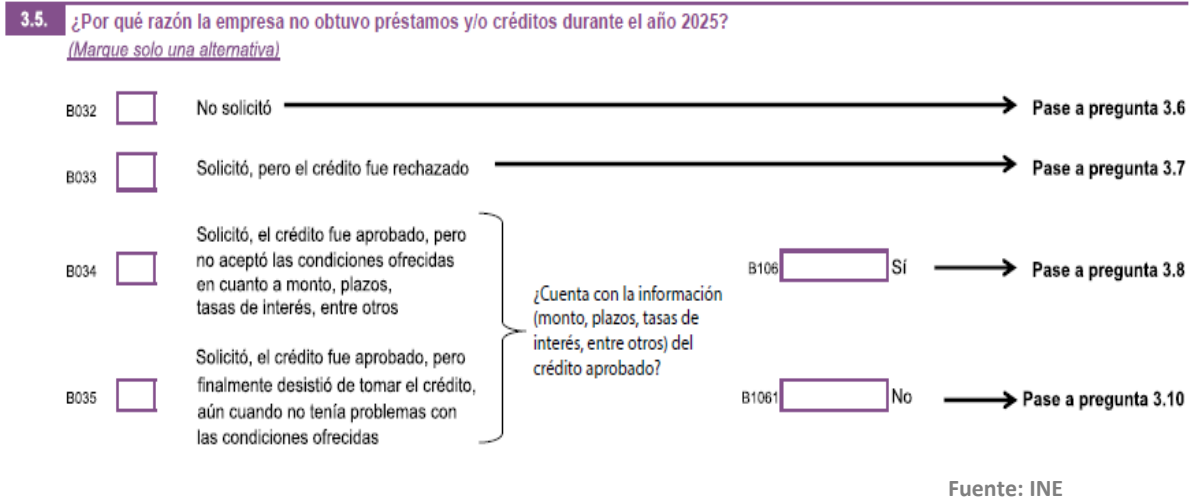 3.5. ¿Por qué razón la empresa no obtuvo préstamos y/o créditos durante el año 2025?
(Marque solo una alternativa)
B032 No solicitó Pase a pregunta 3.6
B033 Solicitó, pero el crédito fue rechazado Pase a pregunta 3.7
B034
Solicitó, el crédito fue aprobado, pero
no aceptó las condiciones ofrecidas
en cuanto a monto, plazos,
tasas de interés, entre otros
B035
Solicitó, el crédito fue aprobado, pero
finalmente desistió de tomar el crédito,
aún cuando no tenía problemas con
las condiciones ofrecidas
¿Cuenta con la información
(monto, plazos, tasas de
interés, entre otros) del
crédito aprobado?
B106 Sí Pase a pregunta 3.8
B1061 No Pase a pregunta 3.10
Fuente: INE